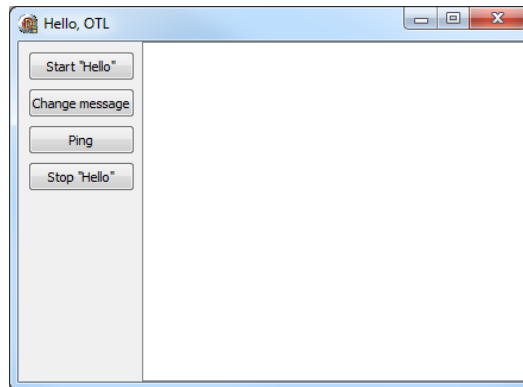 Hello, OTL
Start "Hello"
Change message
Ping
Stop "Hello"